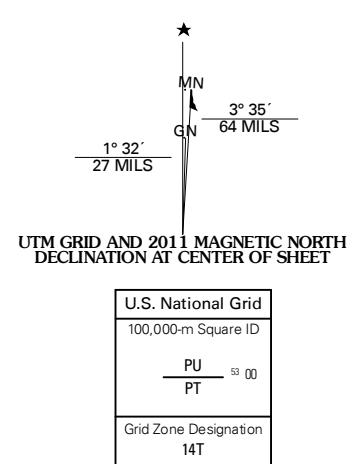 ★
MN
3° 35´
64 MILS
GN
1° 32´
27 MILS
UTM GRID AND 2011 MAGNETIC NORTH
DECLINATION AT CENTER OF SHEET
U.S. National Grid
100,000-m Square ID
PU
53 00
PT
Grid Zone Designation
14T